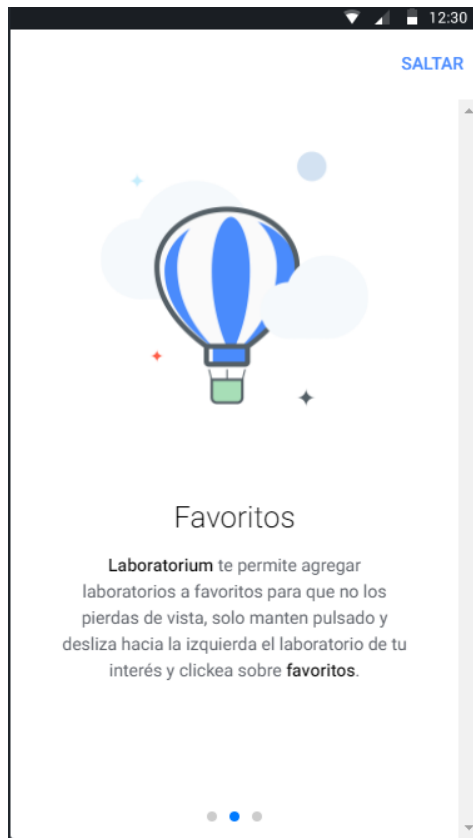 12:30
SALTAR
Favoritos
Laboratorium te permite agregar
laboratorios a favoritos para que no los
pierdas de vista, solo manten pulsado y
desliza hacia la izquierda el laboratorio de tu
interés y clickea sobre favoritos.